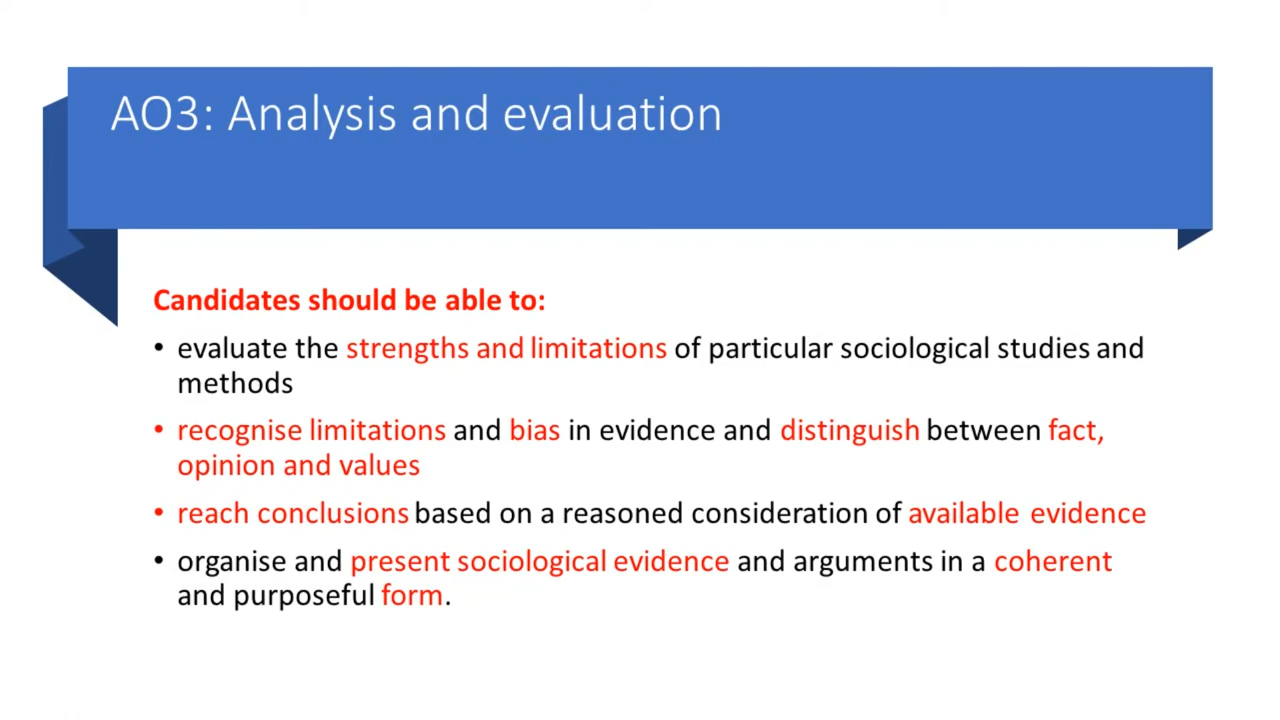 AO3: Analysis and evaluation
Candidates should be able to:
• evaluate the strengths and limitations of particular sociological studies and
methods
• recognise limitations and bias in evidence and distinguish between fact,
opinion and values
• reach conclusions based on a reasoned consideration of available evidence
• organise and present sociological evidence and arguments in a coherent
and purposeful form.